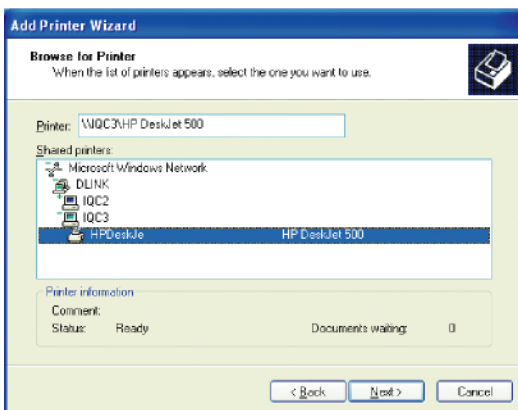 Add Printer Wizard
Browse for Printer
When the list of printers appears, select the one you want to use.
Printer: \\IQC3\HP DeskJet 500
Shared printers:
Microsoft Windows Network
DLINK
IQC2
IQC3
HPDeskJe HP DeskJet 500
Printer information
Comment:
Status: Ready Documents waiting: 0
< Back Next > Cancel